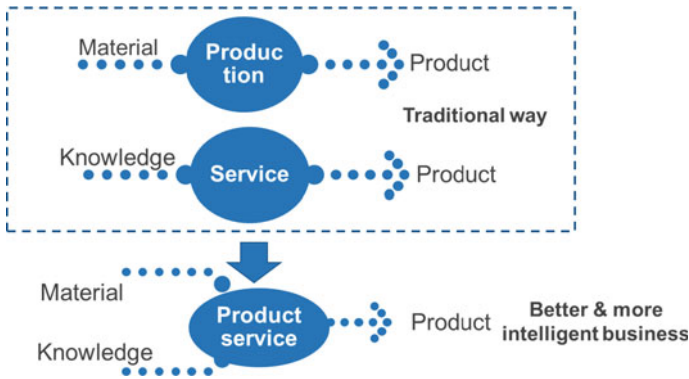 Material
Produc
tion
Product
Traditional way
Knowledge
Service
Product
Material
Product
service
Product
Better & more
intelligent business
Knowledge